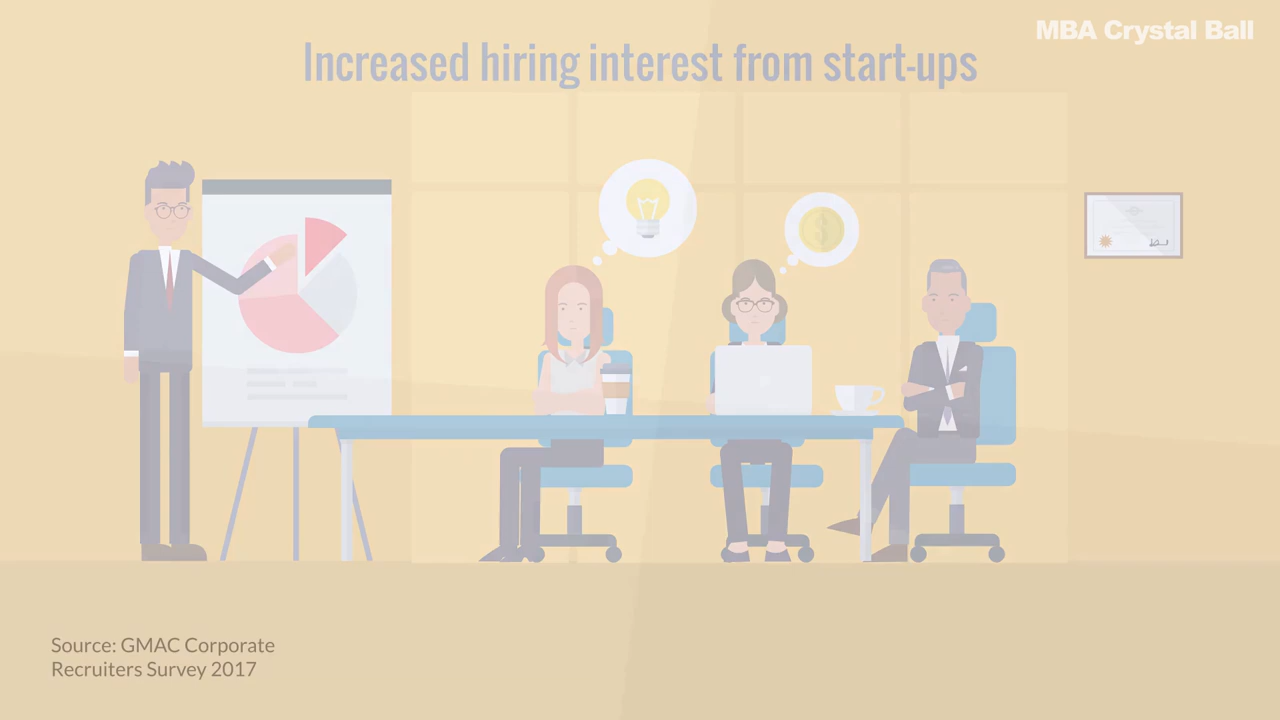 MBA Crystal Ball
Increased hiring interest from start-ups
Source: GMAC Corporate
Recruiters Survey 2017